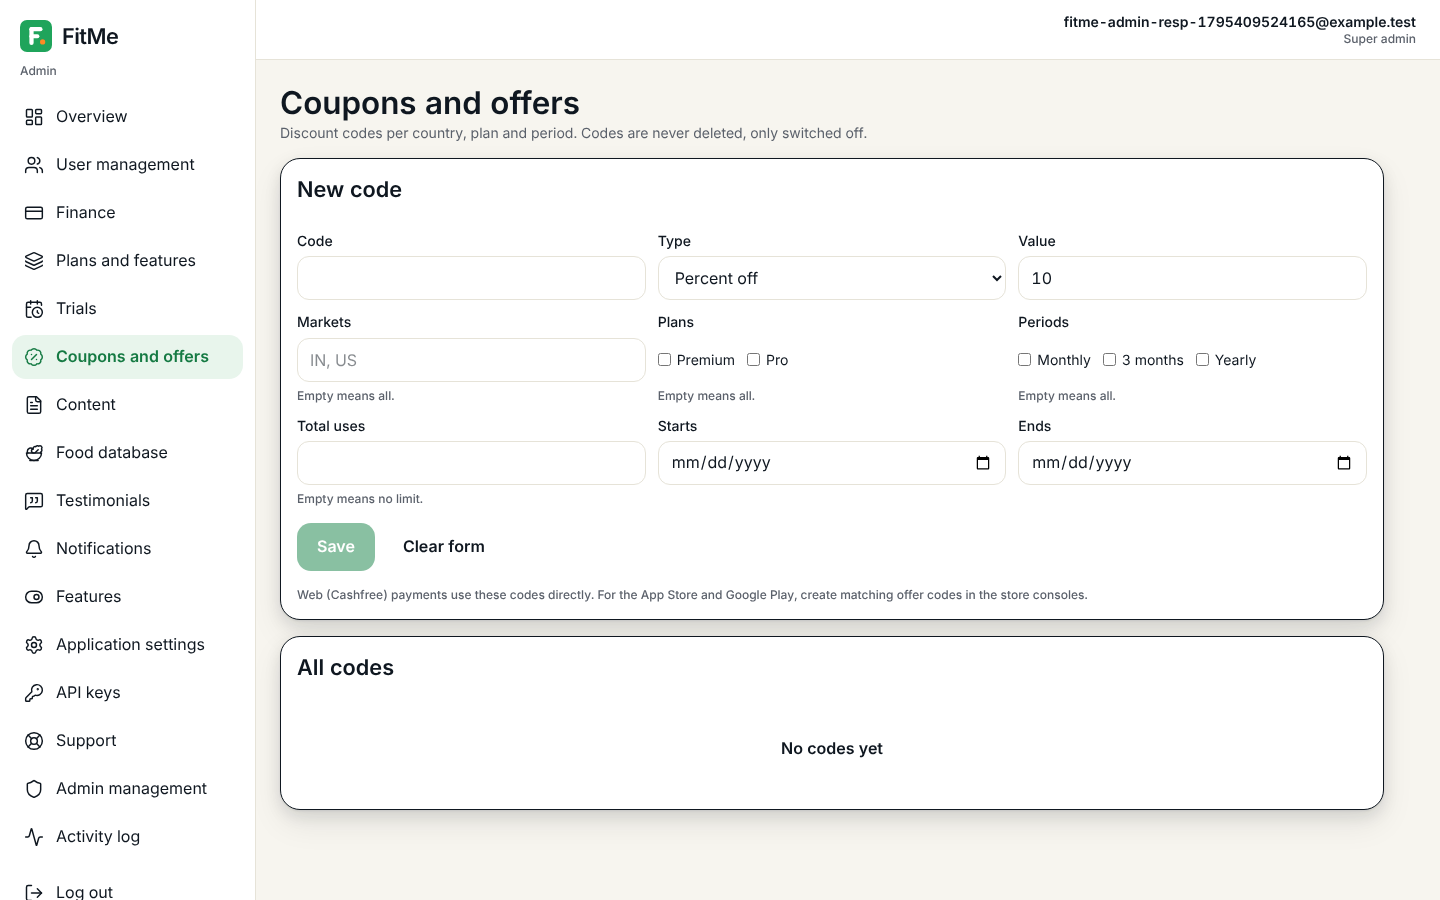 FitMe
Admin
Overview
User management
Finance
Plans and features
Trials
Coupons and offers
Content
Food database
Testimonials
Notifications
Features
Application settings
API keys
Support
Admin management
Activity log
Log out
fitme-admin-resp-1795409524165@example.test
Super admin
Coupons and offers
Discount codes per country, plan and period. Codes are never deleted, only switched off.
New code
Code Type Value
Percent off 10
Markets Plans Periods
IN, US Premium Pro Monthly 3 months Yearly
Empty means all. Empty means all. Empty means all.
Total uses Starts Ends
mm/dd/yyyy mm/dd/yyyy
Empty means no limit.
Save Clear form
Web (Cashfree) payments use these codes directly. For the App Store and Google Play, create matching offer codes in the store consoles.
All codes
No codes yet